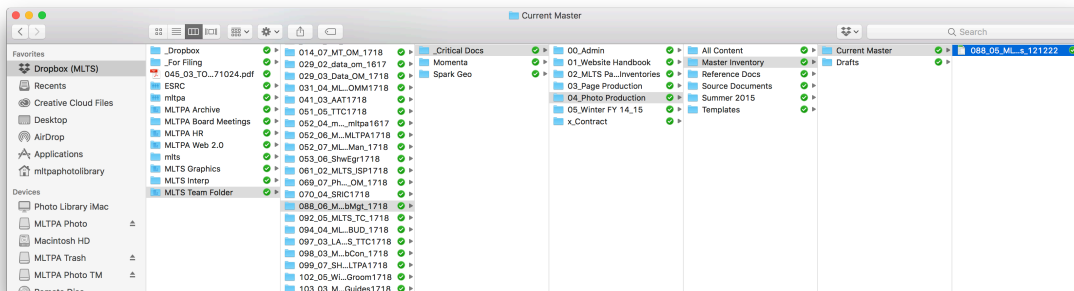 Current Master
Search
Favorites
Dropbox (MLTS)
Recents
Creative Cloud Files
Desktop
AirDrop
Applications
mltpaphotolibrary
Devices
Photo Library iMac
MLTPA Photo
Macintosh HD
MLTPA Trash
MLTPA Photo TM
Remote Disc
_Dropbox
_For Filing
045_03_TO...71024.pdf
ESRC
mltpa
MLTPA Archive
MLTPA Board Meetings
MLTPA HR
MLTPA Web 2.0
mlts
MLTS Graphics
MLTS Interp
MLTS Team Folder
014_07_MT_OM_1718
029_02_data_om_1617
029_03_Data_OM_1718
031_04_ML...OMM1718
041_03_AAT1718
051_05_TTC1718
052_04_m..._mltpa1617
052_06_M...MLTPA1718
052_07_ML...Man_1718
053_06_ShwEgr1718
061_02_MLTS_ISP1718
069_07_Ph..._OM_1718
070_04_SRIC1718
088_06_M...bMgt_1718
092_05_MLTS_TC_1718
094_04_ML...BUD_1718
097_03_LA...S_TTC1718
098_03_M...bCon_1718
099_07_SH...LTPA1718
102_05_Wi...Groom1718
103_03_M...Guides1718
_Critical Docs
Momenta
Spark Geo
00_Admin
01_Website Handbook
02_MLTS Pa...Inventories
03_Page Production
04_Photo Production
05_Winter FY 14_15
x_Contract
All Content
Master Inventory
Reference Docs
Source Documents
Summer 2015
Templates
Current Master
Drafts
088_05_ML...s_121222